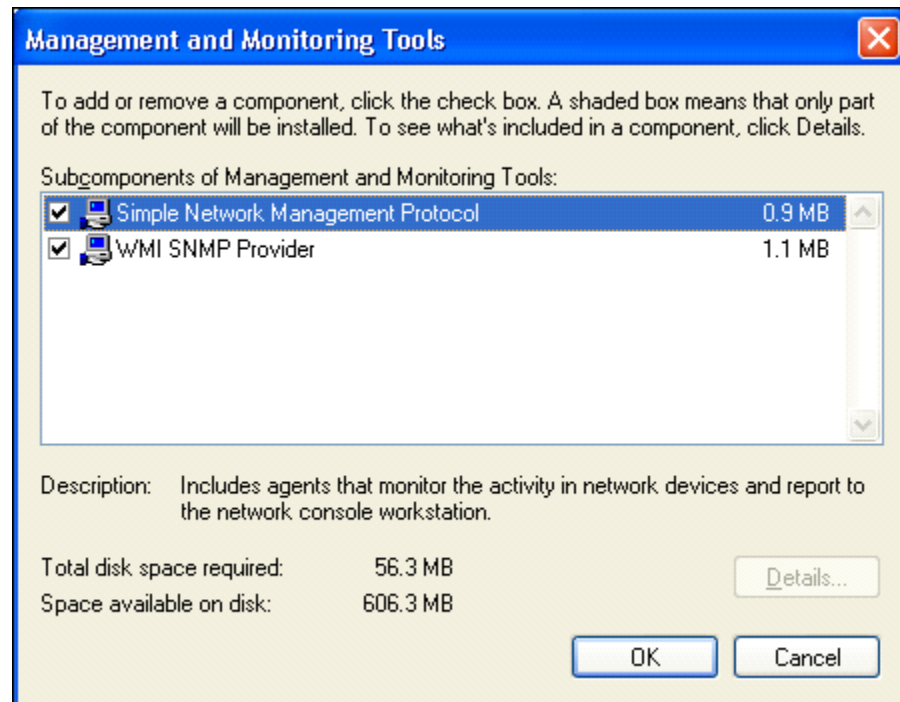 Management and Monitoring Tools
To add or remove a component, click the check box. A shaded box means that only part
of the component will be installed. To see what's included in a component, click Details.
Subcomponents of Management and Monitoring Tools:
Simple Network Management Protocol 0.9 MB
WMI SNMP Provider 1.1 MB
Description: Includes agents that monitor the activity in network devices and report to
the network console workstation.
Total disk space required: 56.3 MB
Space available on disk: 606.3 MB
Details...
OK Cancel